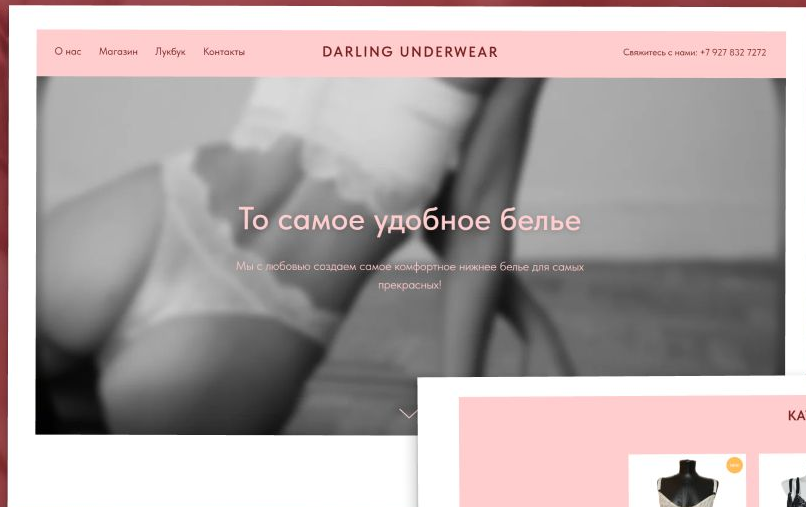 О нас Магазин Лукбук Контакты DARLING UNDERWEAR Свяжитесь с нами: +7 927 832 7272
То самое удобное белье
Мы с любовью создаем самое комфортное нижнее белье для самых
прекрасных!